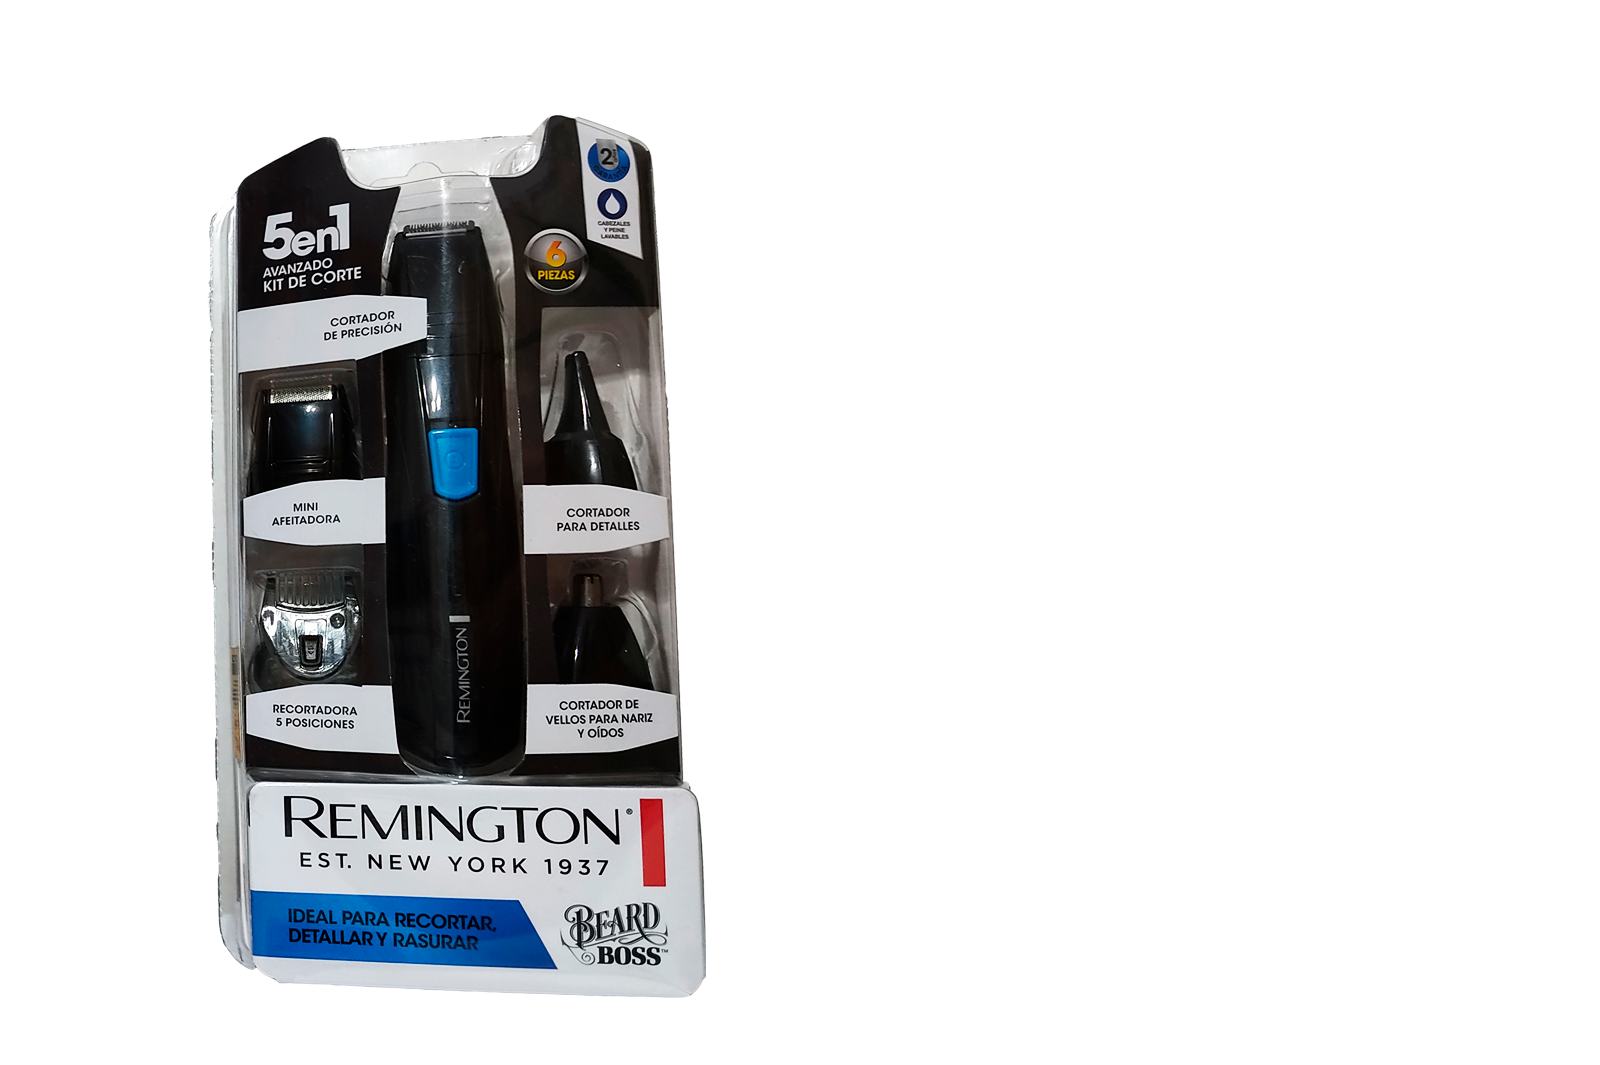 5en1
AVANZADO
KIT DE CORTE
2
CABEZALES
Y PEINE
LAVABLES
6
PIEZAS
CORTADOR
DE PRECISIÓN
MINI
AFEITADORA
CORTADOR
PARA DETALLES
RECORTADORA
5 POSICIONES
REMINGTON
CORTADOR DE
VELLOS PARA NARIZ
Y OÍDOS
REMINGTON®
EST. NEW YORK 1937
IDEAL PARA RECORTAR,
DETALLAR Y RASURAR
BEARD
BOSS™